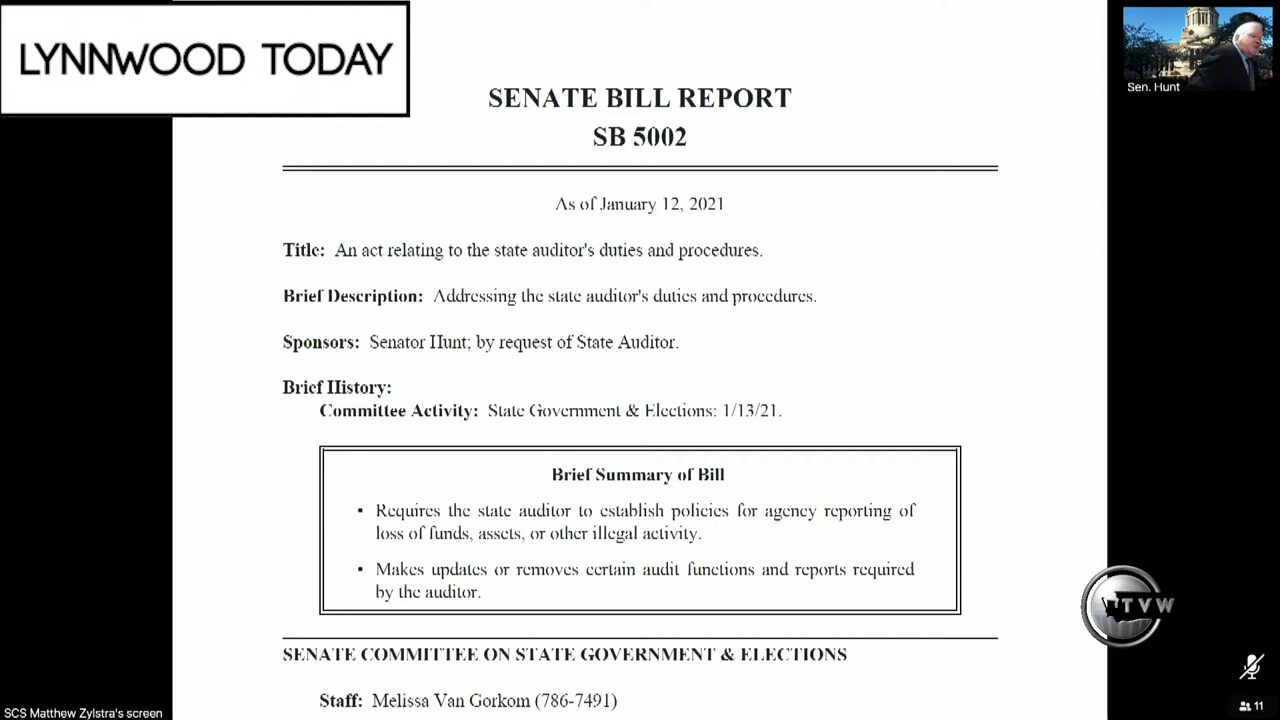 LYNNWOOD TODAY
Sen. Hunt
SENATE BILL REPORT
SB 5002
As of January 12, 2021
Title: An act relating to the state auditor's duties and procedures.
Brief Description: Addressing the state auditor's duties and procedures.
Sponsors: Senator Hunt; by request of State Auditor.
Brief History:
Committee Activity: State Government & Elections: 1/13/21.
Brief Summary of Bill
• Requires the state auditor to establish policies for agency reporting of
loss of funds, assets, or other illegal activity.
• Makes updates or removes certain audit functions and reports required
by the auditor.
TVW
SENATE COMMITTEE ON STATE GOVERNMENT & ELECTIONS
Staff: Melissa Van Gorkom (786-7491)
SCS Matthew Zylstra's screen
11